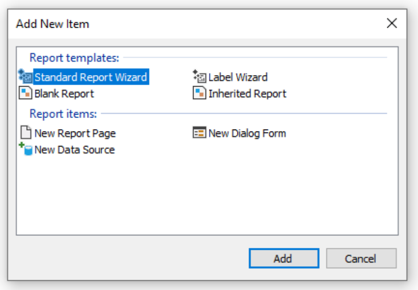 Add New Item
Report templates:
Standard Report Wizard Label Wizard
Blank Report Inherited Report
Report items:
New Report Page New Dialog Form
New Data Source
Add Cancel